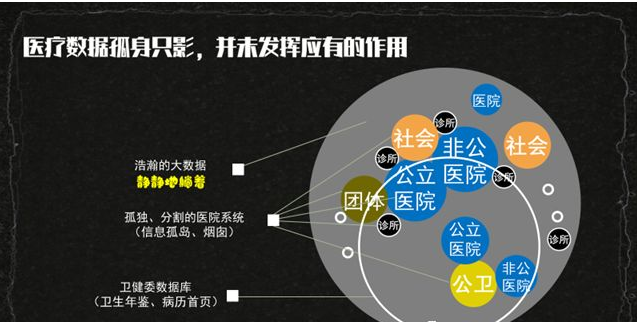 医疗数据孤身只影，并未发挥应有的作用
浩瀚的大数据
静静地躺着
孤独、分割的医院系统
（信息孤岛、烟囱）
卫健委数据库
（卫生年鉴、病历首页）
医院
诊所
社会
非公
医院
社会
诊所
公立
医院
诊所
团体
诊所
公立
医院
诊所
公卫
非公
医院